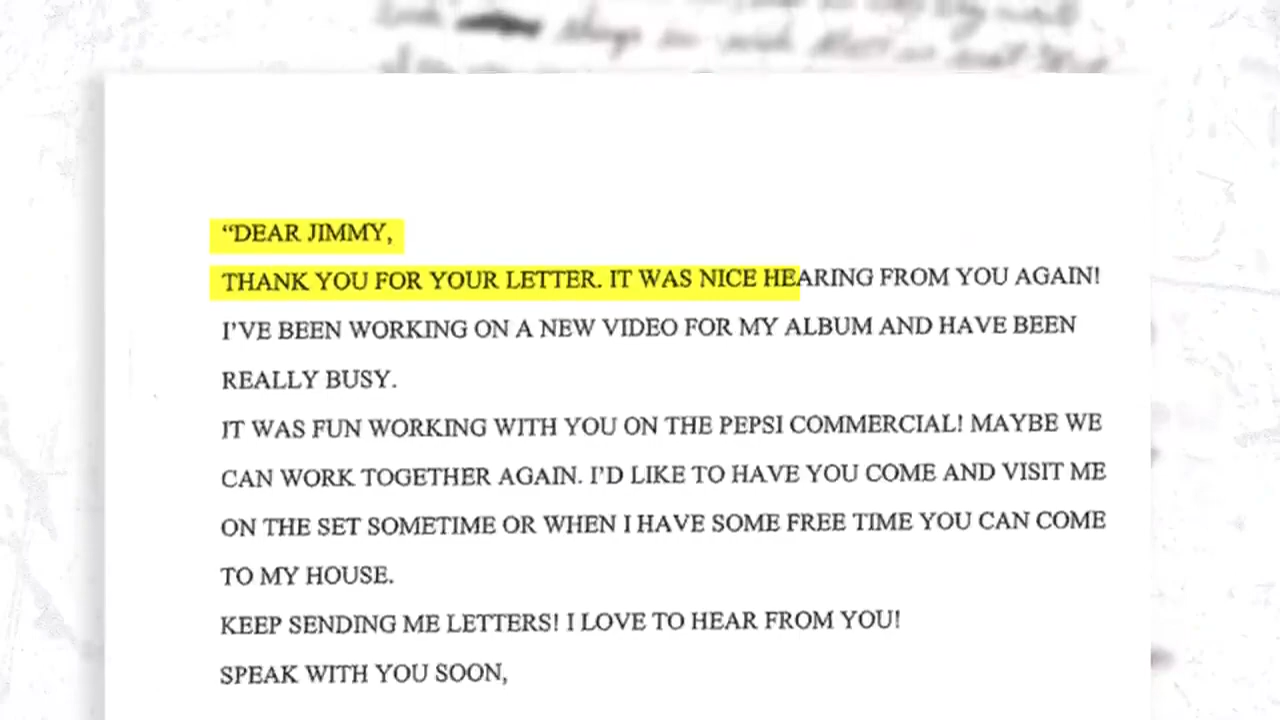 “DEAR JIMMY,
THANK YOU FOR YOUR LETTER. IT WAS NICE HEARING FROM YOU AGAIN!
I’VE BEEN WORKING ON A NEW VIDEO FOR MY ALBUM AND HAVE BEEN
REALLY BUSY.
IT WAS FUN WORKING WITH YOU ON THE PEPSI COMMERCIAL! MAYBE WE
CAN WORK TOGETHER AGAIN. I’D LIKE TO HAVE YOU COME AND VISIT ME
ON THE SET SOMETIME OR WHEN I HAVE SOME FREE TIME YOU CAN COME
TO MY HOUSE.
KEEP SENDING ME LETTERS! I LOVE TO HEAR FROM YOU!
SPEAK WITH YOU SOON,